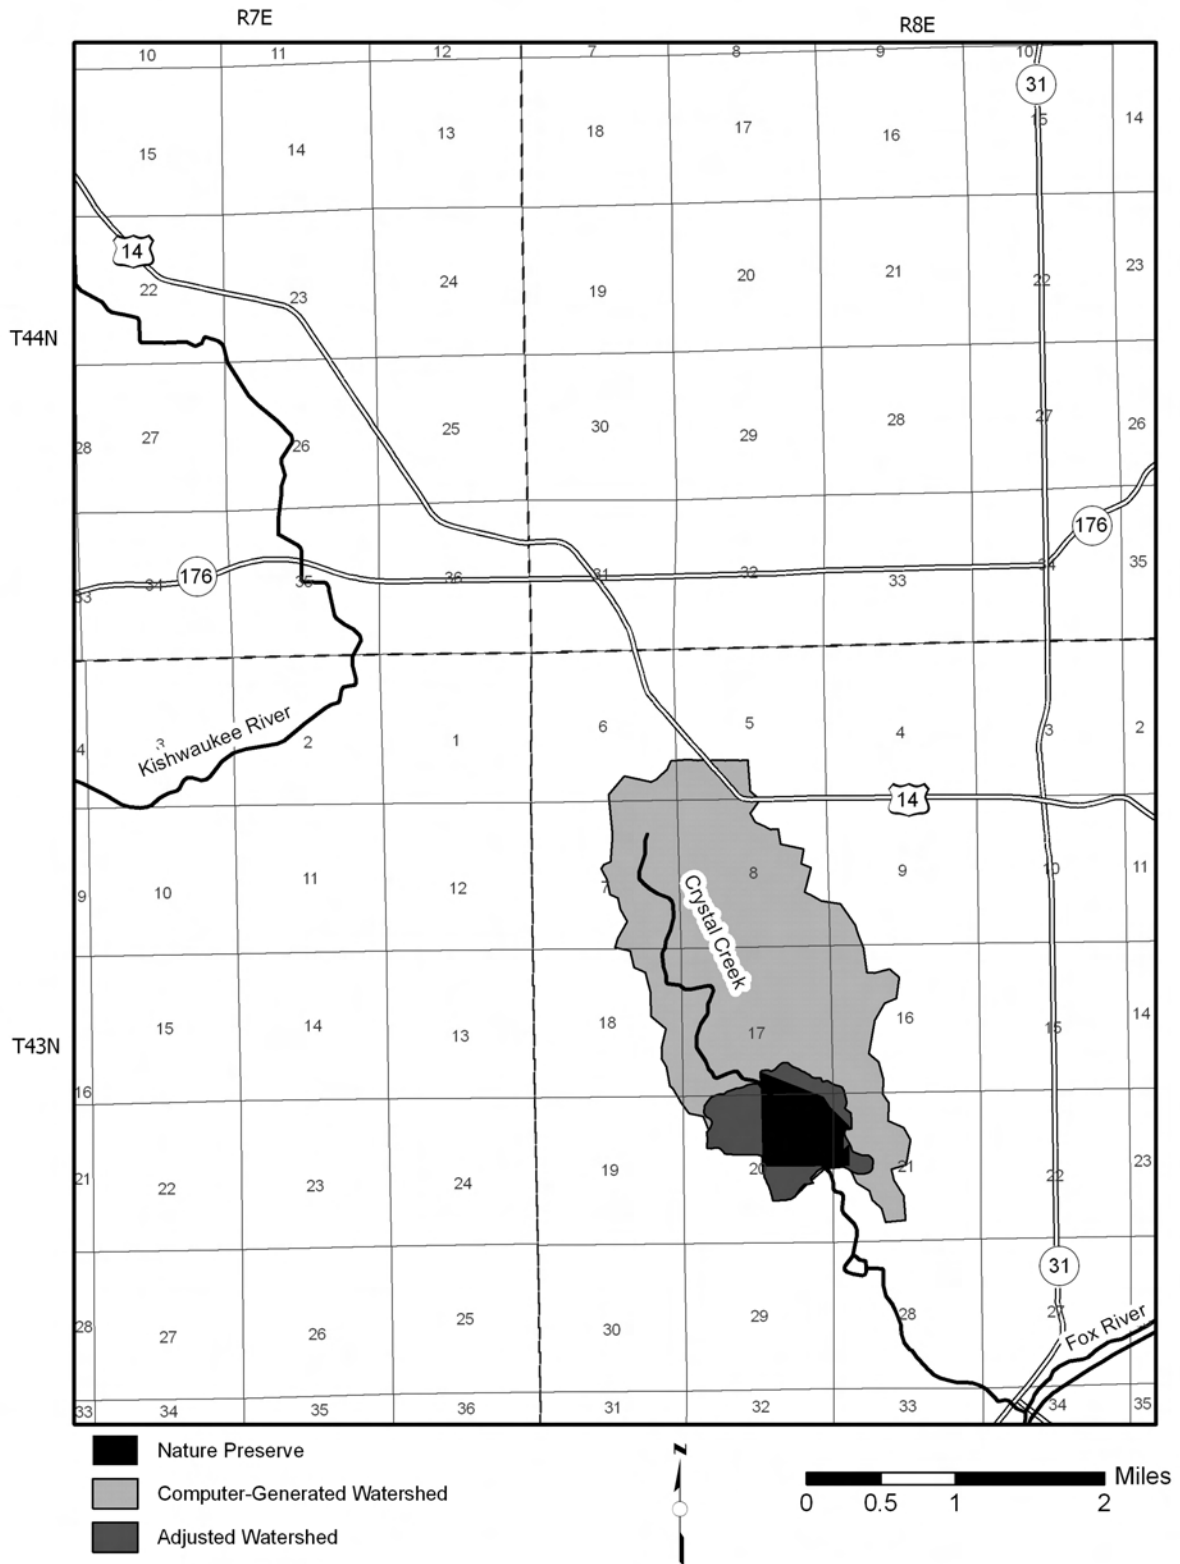 R7E R8E
10 11 12 7 8 9 10
31
15 14 13 18 17 16 15 14
14
22 23 24 19 20 21 22 23
T44N
28 27 26 25 30 29 28 27 26
176
33 34 176 35 36 31 32 33 34 35
4 3 2 1 6 5 4 3 2
Kishwaukee River
14
9 10 11 12 7 8 9 10 11
Crystal Creek
15 14 13 18 17 16 15 14
T43N
16
21 22 23 24 19 20 21 22 23
31
28 27 26 25 30 29 28 27
Fox River
33 34 35 36 31 32 33 34 35
Nature Preserve
N
Computer-Generated Watershed
Miles
0 0.5 1 2
Adjusted Watershed